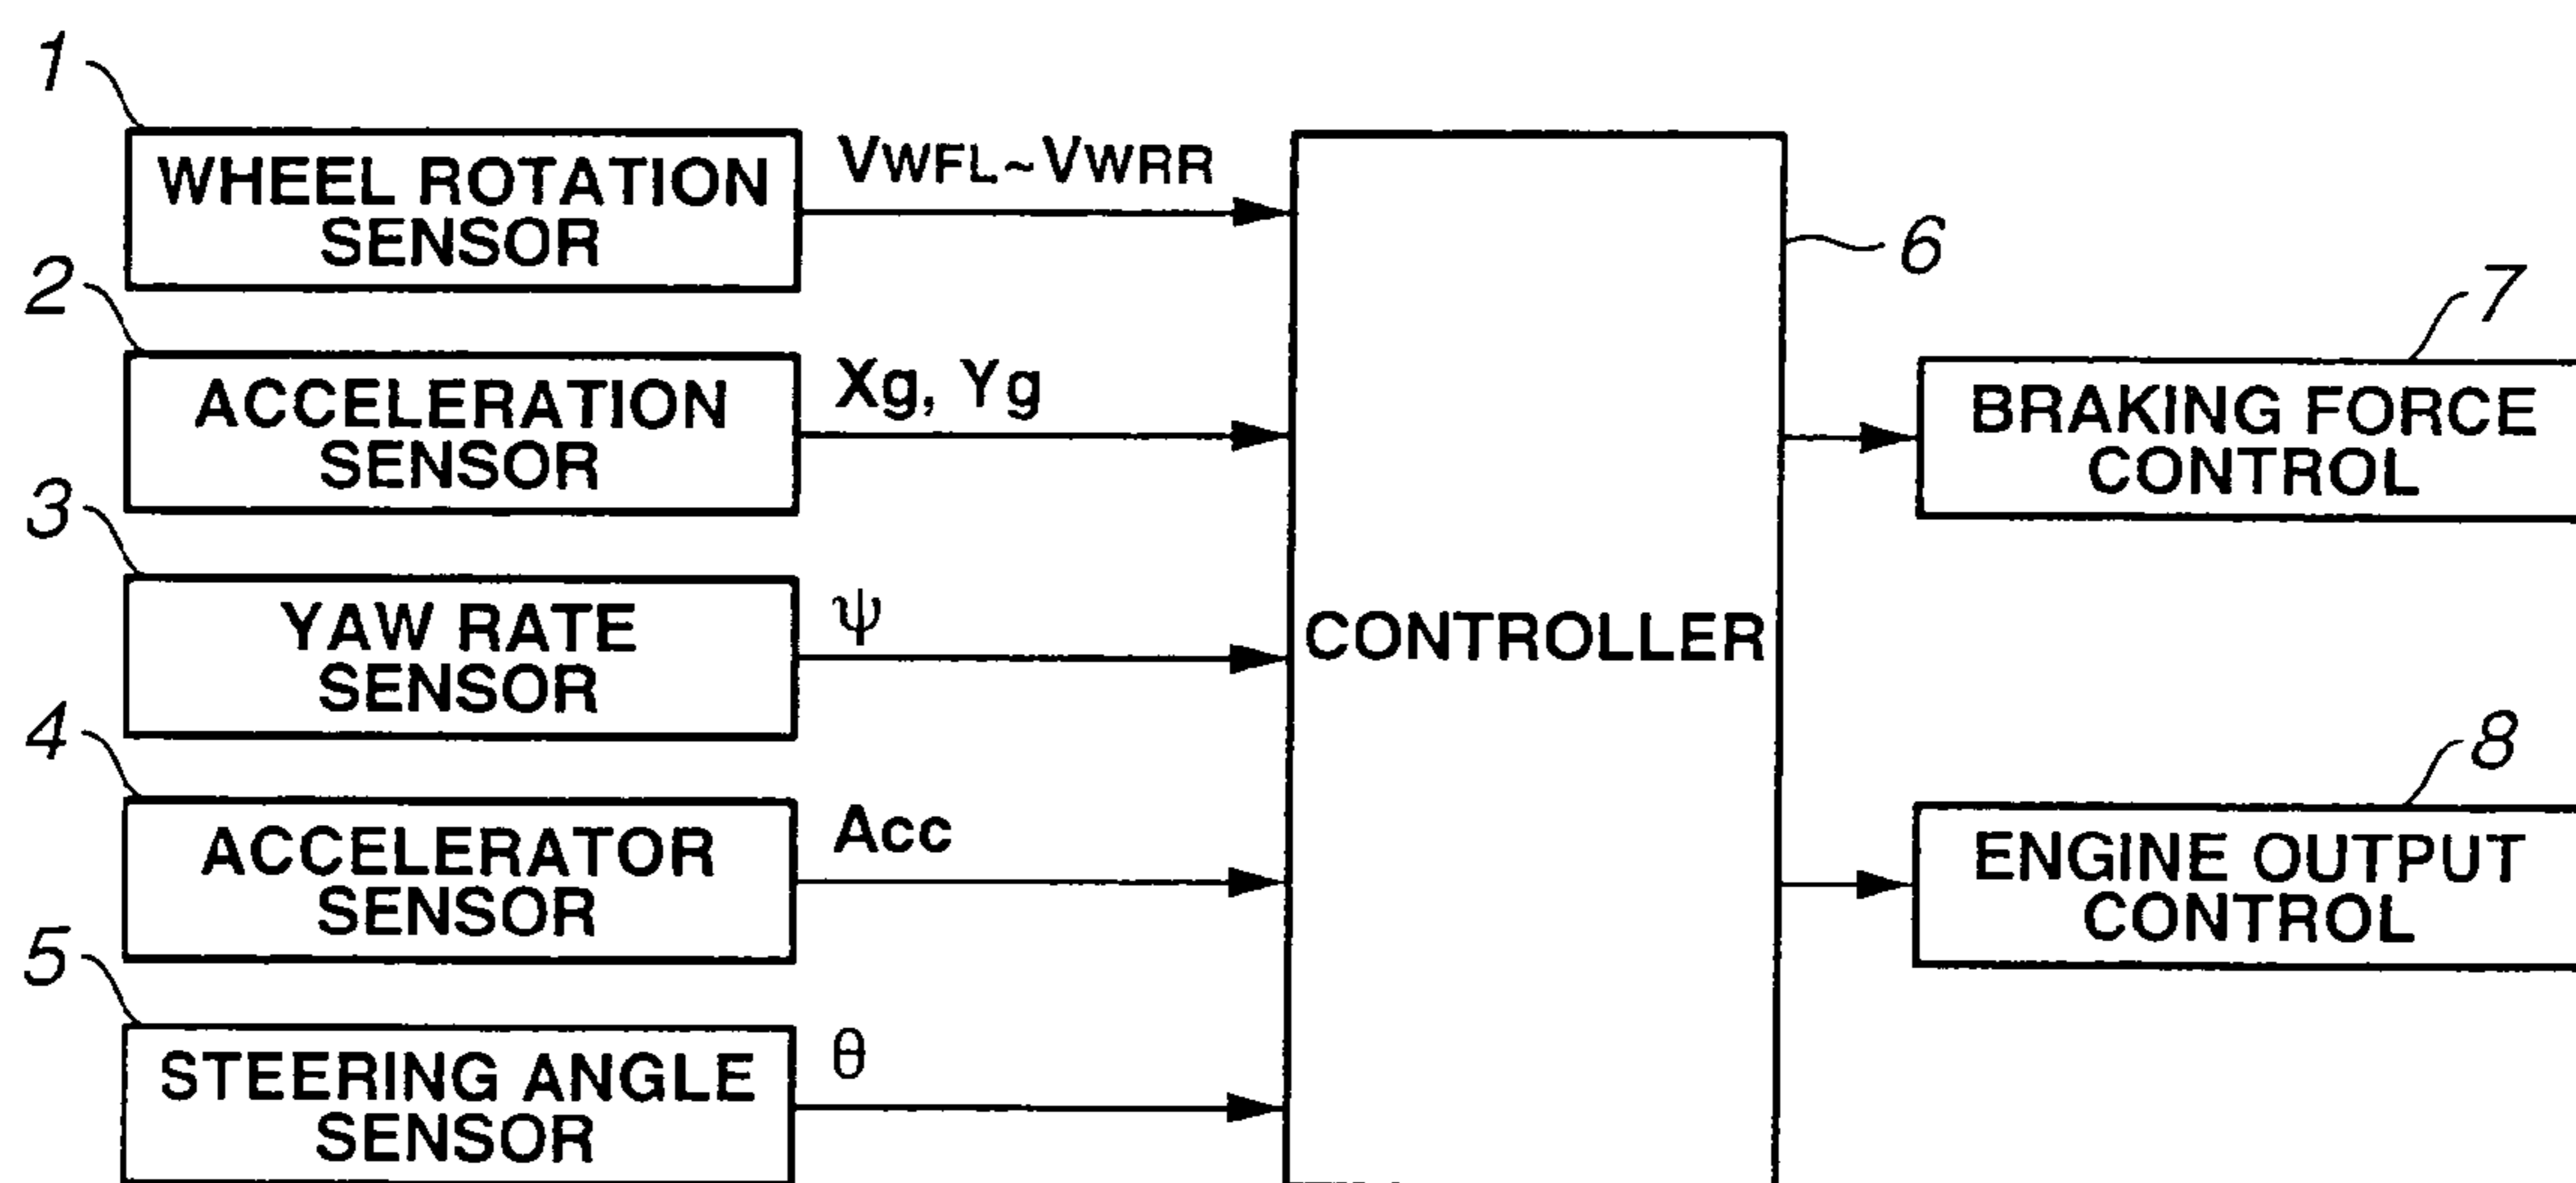 1
WHEEL ROTATION
SENSOR
VWFL~VWRR
2
ACCELERATION
SENSOR
Xg, Yg
3
YAW RATE
SENSOR
ψ
4
ACCELERATOR
SENSOR
Acc
5
STEERING ANGLE
SENSOR
θ
CONTROLLER
6
7
BRAKING FORCE
CONTROL
8
ENGINE OUTPUT
CONTROL